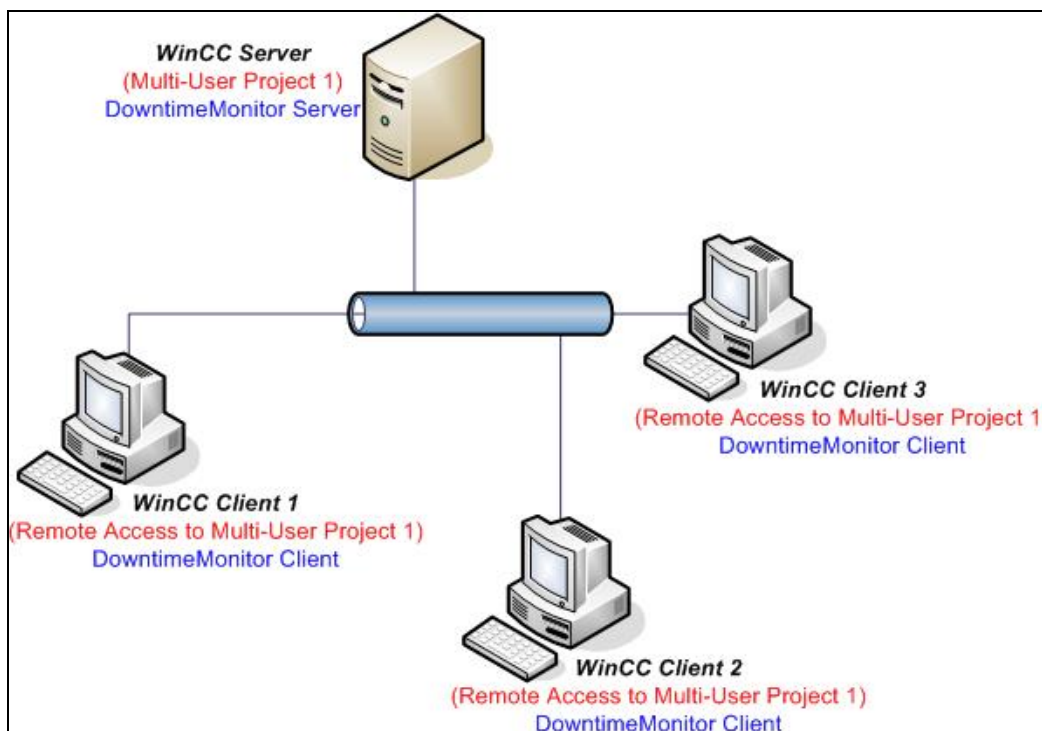 WinCC Server
(Multi-User Project 1)
DowntimeMonitor Server
WinCC Client 3
(Remote Access to Multi-User Project 1
DowntimeMonitor Client
WinCC Client 1
(Remote Access to Multi-User Project 1)
DowntimeMonitor Client
WinCC Client 2
(Remote Access to Multi-User Project 1)
DowntimeMonitor Client